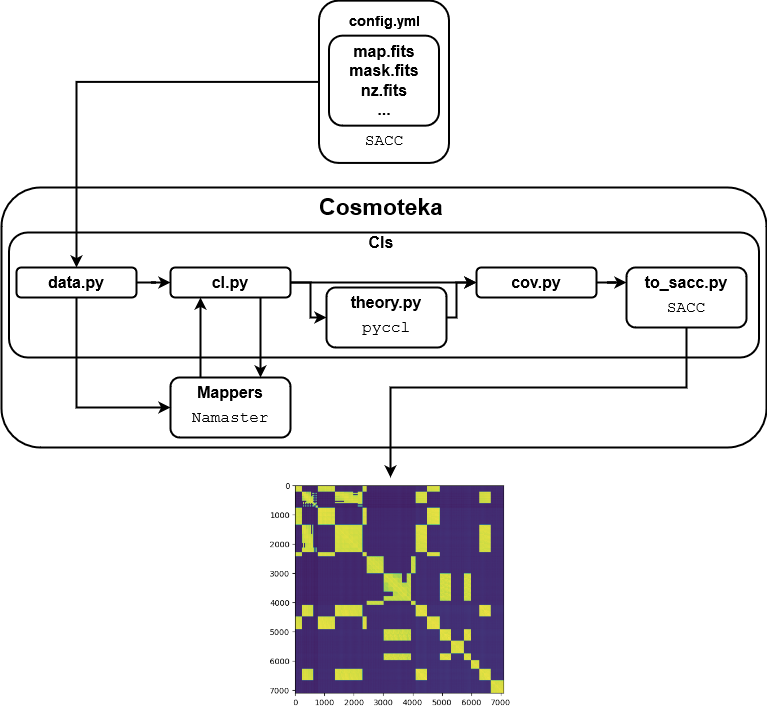 config.yml
map.fits
mask.fits
nz.fits
...
SACC
Cosmoteka
Cls
data.py
cl.py
theory.py
pyccl
cov.py
to_sacc.py
SACC
Mappers
Namaster
0
1000
2000
3000
4000
5000
6000
7000
0 1000 2000 3000 4000 5000 6000 7000